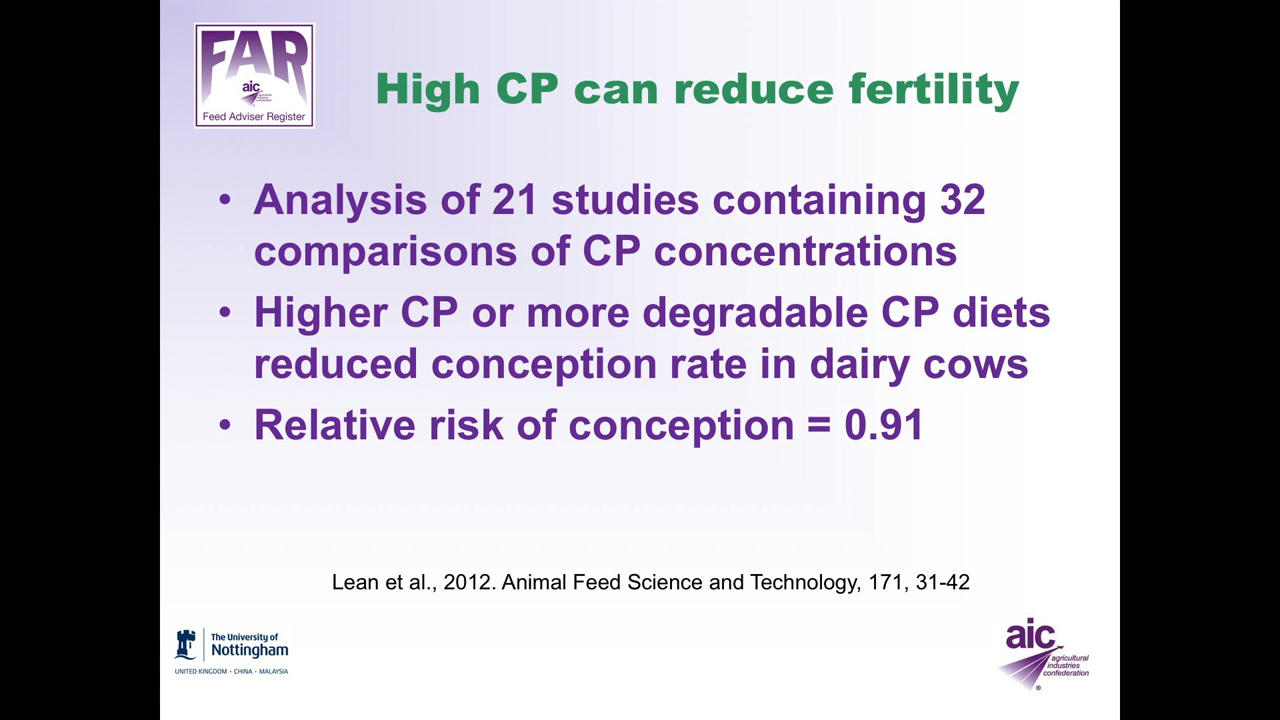 FAR
aic
agricultural
industries
confederation
Feed Adviser Register
High CP can reduce fertility
• Analysis of 21 studies containing 32
comparisons of CP concentrations
• Higher CP or more degradable CP diets
reduced conception rate in dairy cows
• Relative risk of conception = 0.91
Lean et al., 2012. Animal Feed Science and Technology, 171, 31-42
The University of
Nottingham
UNITED KINGDOM · CHINA · MALAYSIA
aic
agricultural
industries
confederation
®